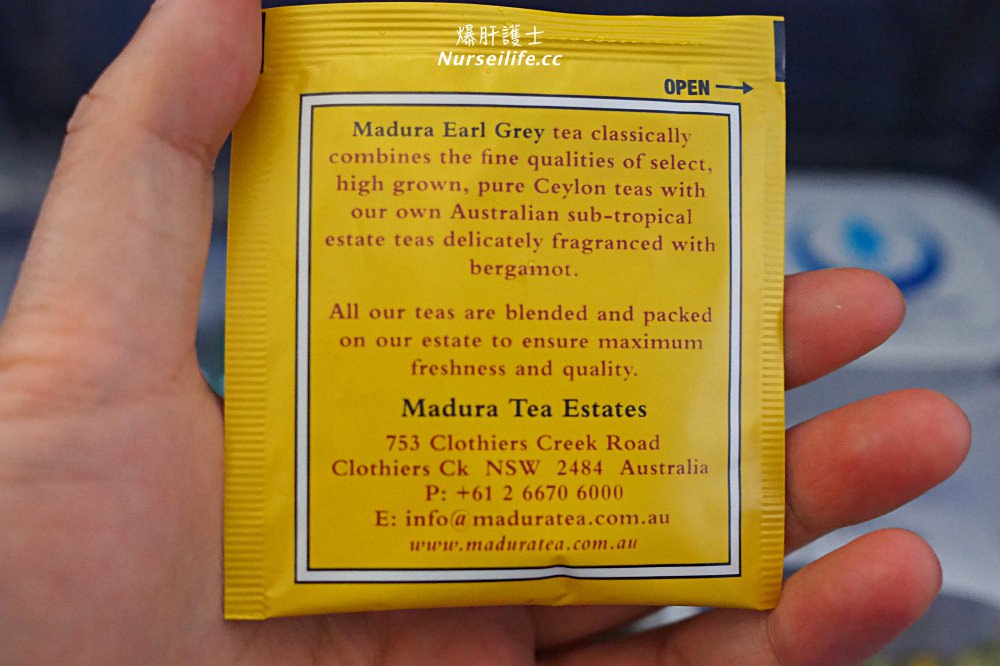 爆肝護士
Nurseilife.cc
OPEN
Madura Earl Grey tea classically
combines the fine qualities of select,
high grown, pure Ceylon teas with
our own Australian sub-tropical
estate teas delicately fragranced with
bergamot.
All our teas are blended and packed
on our estate to ensure maximum
freshness and quality.
Madura Tea Estates
753 Clothiers Creek Road
Clothiers Ck NSW 2484 Australia
P: +61 2 6670 6000
E: info@maduratea.com.au
www.maduratea.com.au